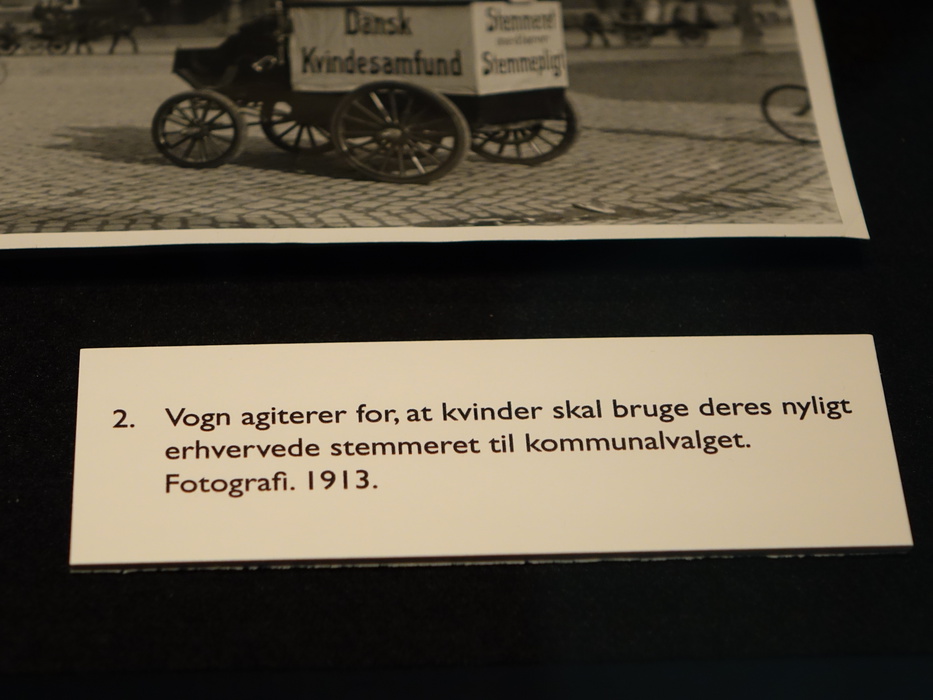 Dansk
Kvindesamfund
Stemmeret
Stemmepligt
2. Vogn agiterer for, at kvinder skal bruge deres nyligt
erhvervede stemmeret til kommunalvalget.
Fotografi. 1913.